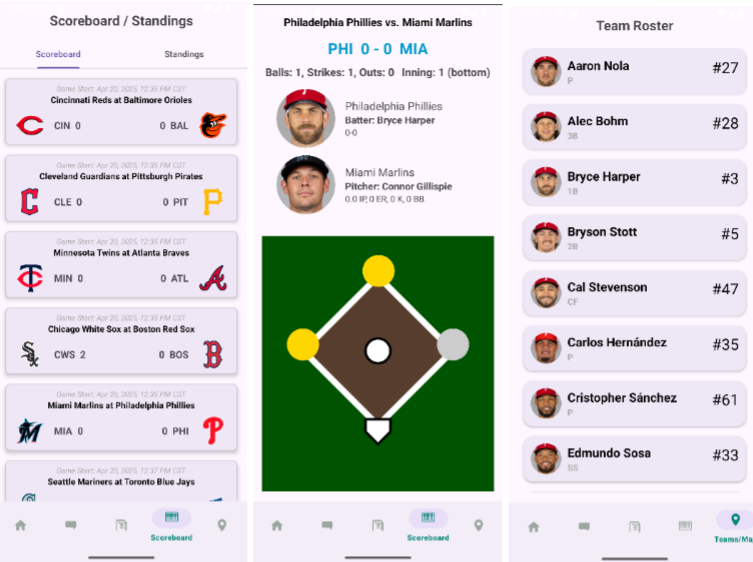 Scoreboard / Standings
Scoreboard
Standings
Game Start: Apr 20, 2025, 12:35 PM CST
Cincinnati Reds at Baltimore Orioles
CIN 0
0 BAL
Game Start: Apr 20, 2025, 12:35 PM CST
Cleveland Guardians at Pittsburgh Pirates
CLE 0
0 PIT
P
Game Start: Apr 20, 2025, 12:35 PM CST
Minnesota Twins at Atlanta Braves
MIN 0
0 ATL
Game Start: Apr 20, 2025, 12:35 PM CST
Chicago White Sox at Boston Red Sox
CWS 2
0 BOS
B
Game Start: Apr 20, 2025, 12:35 PM CST
Miami Marlins at Philadelphia Phillies
MIA 0
0 PHI
P
Game Start: Apr 20, 2025, 12:37 PM CST
Seattle Mariners at Toronto Blue Jays
Scoreboard
Philadelphia Phillies vs. Miami Marlins
PHI 0 - 0 MIA
Balls: 1, Strikes: 1, Outs: 0 Inning: 1 (bottom)
Philadelphia Phillies
Batter: Bryce Harper
0-0
Miami Marlins
Pitcher: Connor Gillispie
0.0 IP, 0 ER, 0 K, 0 BB
Scoreboard
Team Roster
Aaron Nola
P
#27
Alec Bohm
3B
#28
Bryce Harper
1B
#3
Bryson Stott
2B
#5
Cal Stevenson
CF
#47
Carlos Hernández
P
#35
Cristopher Sánchez
P
#61
Edmundo Sosa
SS
#33
Teams/Ma